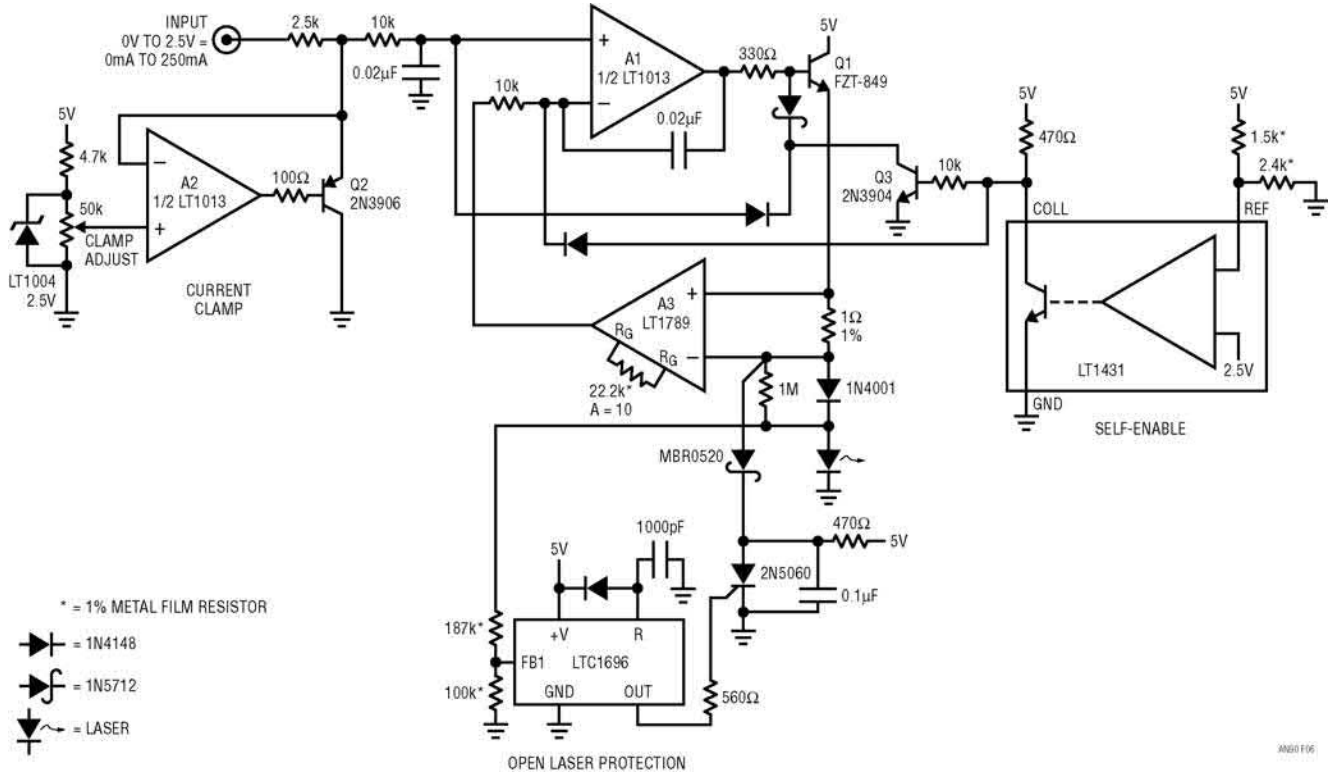 INPUT
0V TO 2.5V =
0mA TO 250mA
2.5k
10k
0.02µF
A1
1/2 LT1013
330Ω
5V
Q1
FZT-849
10k
0.02µF
5V
4.7k
50k
CLAMP
ADJUST
LT1004
2.5V
A2
1/2 LT1013
100Ω
Q2
2N3906
CURRENT
CLAMP
Q3
2N3904
10k
5V
470Ω
5V
1.5k*
2.4k*
COLL
REF
LT1431
2.5V
GND
SELF-ENABLE
A3
LT1789
RG
RG
22.2k*
A = 10
1Ω
1%
1M
1N4001
MBR0520
470Ω
5V
2N5060
0.1µF
5V
1000pF
187k*
100k*
+V
R
FB1
LTC1696
GND
OUT
560Ω
OPEN LASER PROTECTION
* = 1% METAL FILM RESISTOR
= 1N4148
= 1N5712
= LASER
AN90 F06